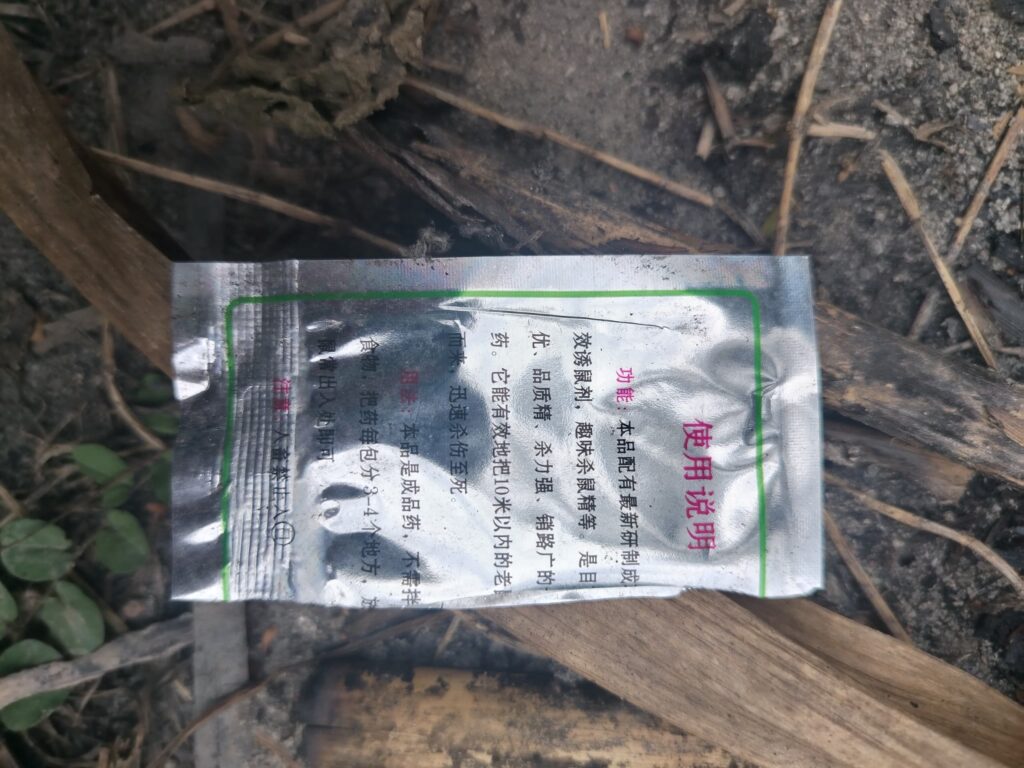 使用说明
功能：本品配有最新研制成
效诱鼠剂，趣味杀鼠精等。是目
优、品质精、杀力强、销路广的
药。它能有效地把10米以内的老
而来，迅速杀伤至死。
用法：本品是成品药，不需拌
食物，把药每包分3-4个地方，放
出入处即可
注意：人畜禁止入口